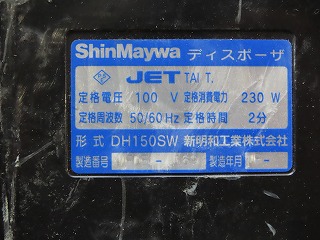 ShinMaywa ディスポーザ
JET TAI T.
定格電圧 100 V 定格消費電力 230 W
定格周波数 50/60 Hz 定格時間 2分
形式 DH150SW 新明和工業株式会社
製造番号 製造年月